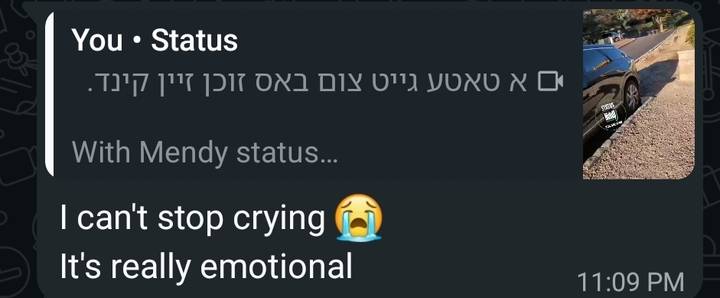 You • Status
א טאטע גייט צום באס זוכן זיין קינד.
With Mendy status…
I can't stop crying 😭
It's really emotional
11:09 PM